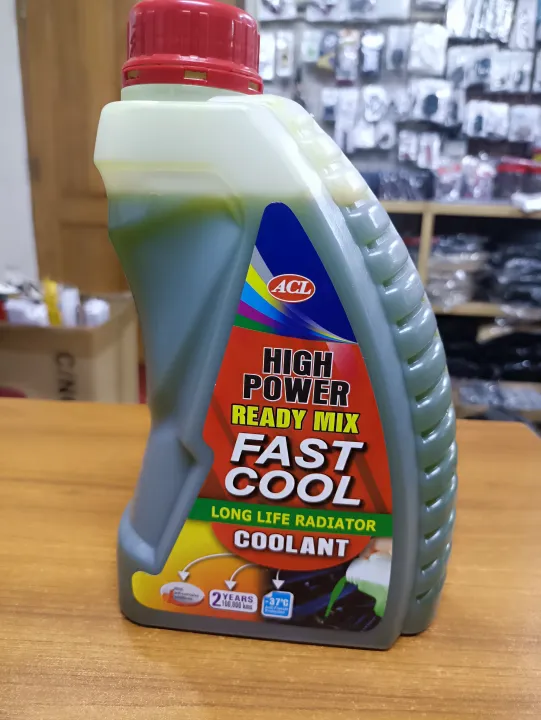 ACL
HIGH
POWER
READY MIX
FAST
COOL
LONG LIFE RADIATOR
COOLANT
2 YEARS
-37°C